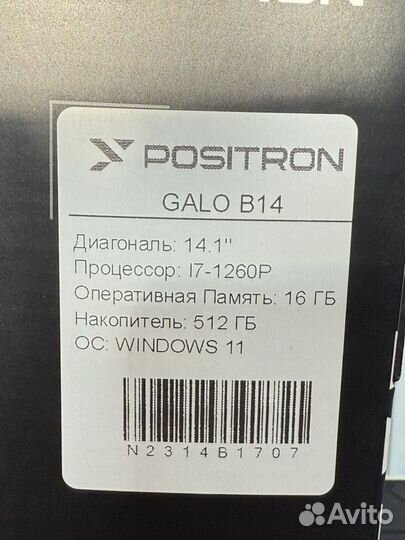 POSITRON
GALO B14
Диагональ: 14.1"
Процессор: I7-1260P
Оперативная Память: 16 ГБ
Накопитель: 512 ГБ
ОС: WINDOWS 11
N2314B1707
Avito